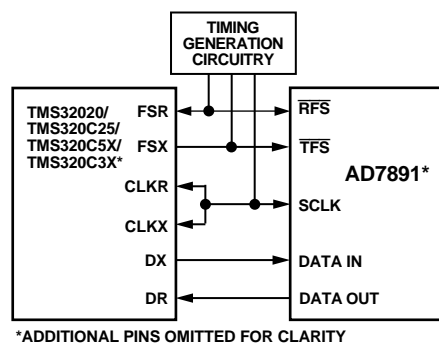 TIMING
GENERATION
CIRCUITRY
TMS32020/
TMS320C25/
TMS320C5X/
TMS320C3X*
FSR
FSX
CLKR
CLKX
DX
DR
RFS
TFS
AD7891*
SCLK
DATA IN
DATA OUT
*ADDITIONAL PINS OMITTED FOR CLARITY